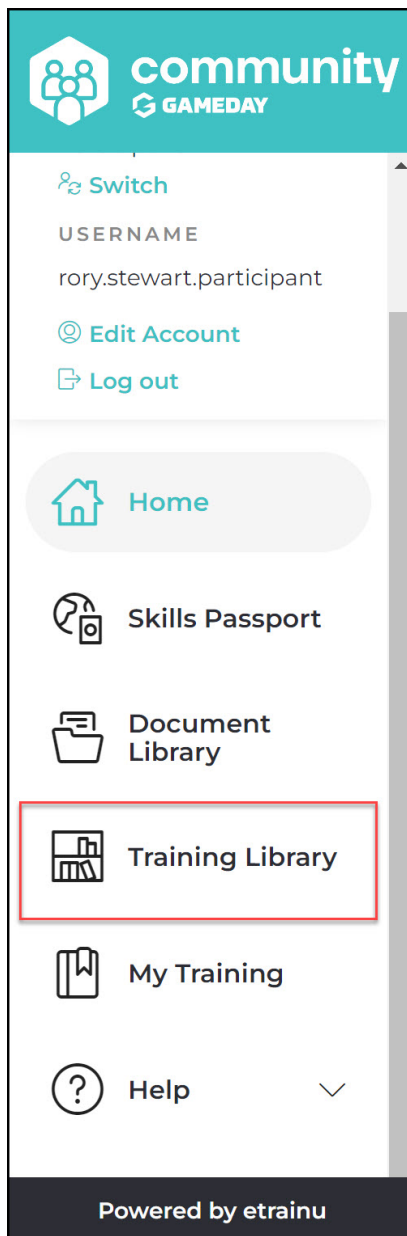 community
GAMEDAY
Switch
USERNAME
rory.stewart.participant
Edit Account
Log out
Home
Skills Passport
Document
Library
Training Library
My Training
? Help
Powered by etrainu